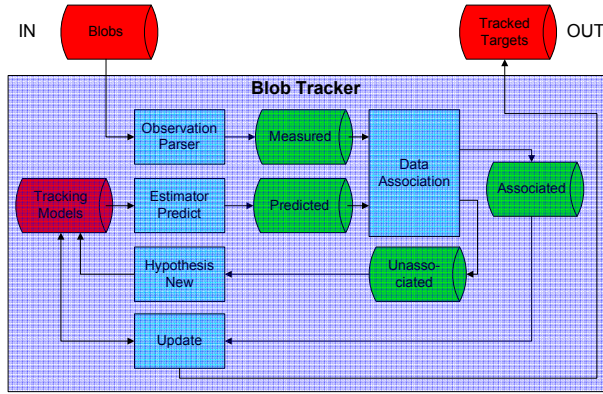 IN
Blobs
Tracked
Targets
OUT
Blob Tracker
Observation
Parser
Measured
Data
Association
Tracking
Models
Estimator
Predict
Predicted
Associated
Hypothesis
New
Unasso-
ciated
Update